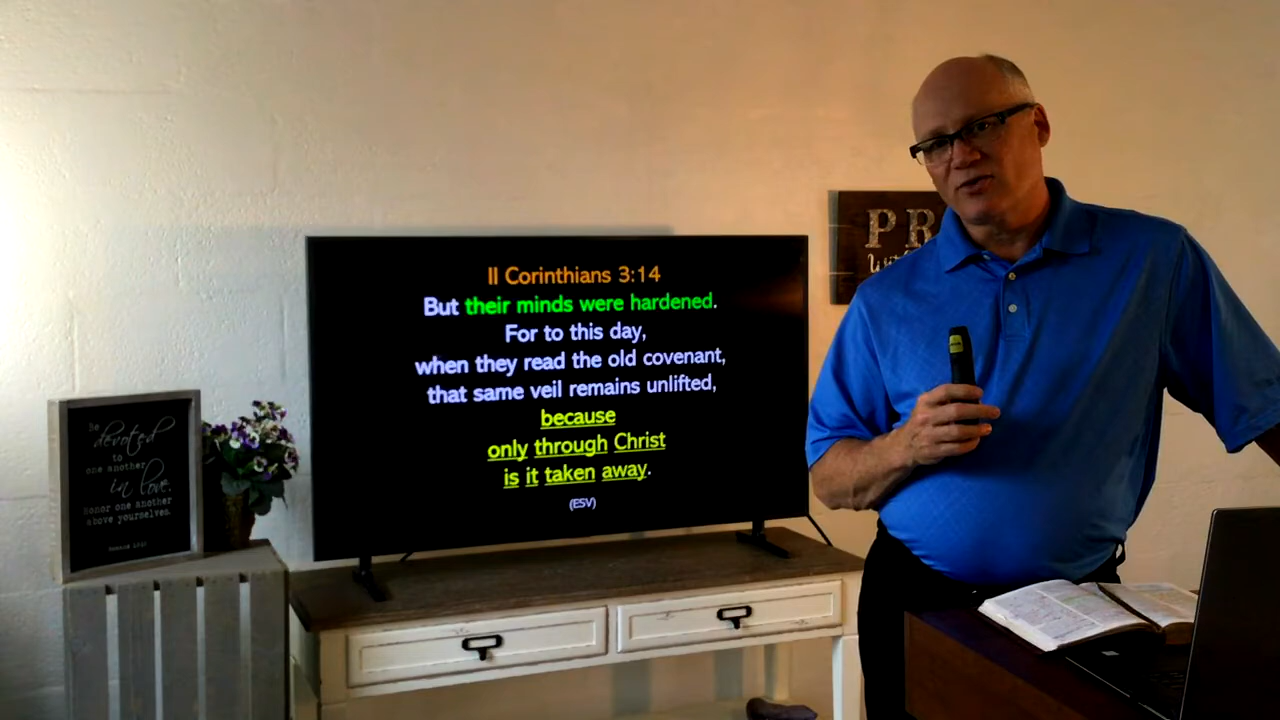 II Corinthians 3:14
But their minds were hardened.
For to this day,
when they read the old covenant,
that same veil remains unlifted,
because
only through Christ
is it taken away.
(ESV)
Be
devoted
to
one another
in love.
Honor one another
above yourselves.
PR